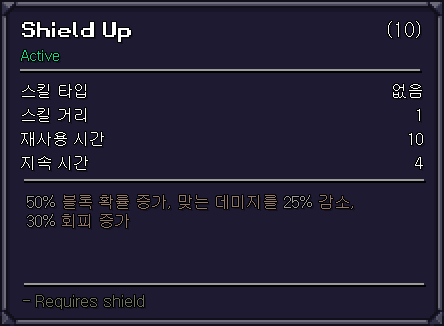 Shield Up (10)
Active
스킬 타입 없음
스킬 거리 1
재사용 시간 10
지속 시간 4
50% 블록 확률 증가, 맞는 데미지를 25% 감소,
30% 회피 증가
- Requires shield